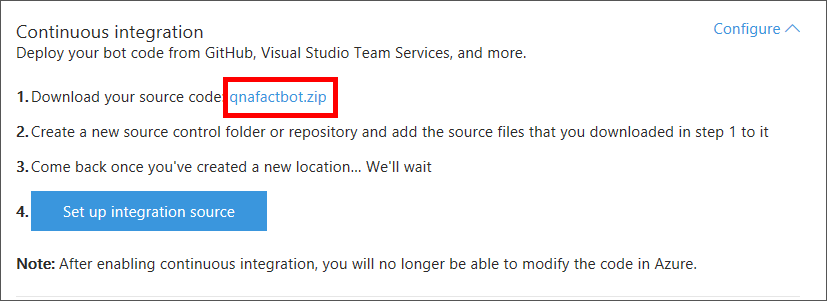 Continuous integration
Configure
Deploy your bot code from GitHub, Visual Studio Team Services, and more.
1. Download your source code: qnafactbot.zip
2. Create a new source control folder or repository and add the source files that you downloaded in step 1 to it
3. Come back once you've created a new location... We'll wait
4. Set up integration source
Note: After enabling continuous integration, you will no longer be able to modify the code in Azure.